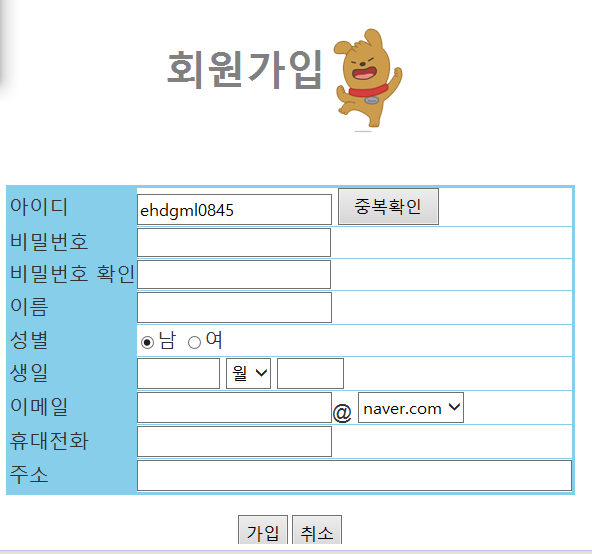 회원가입
아이디 ehdgml0845 중복확인
비밀번호
비밀번호 확인
이름
성별 남 여
생일 월
이메일 @ naver.com
휴대전화
주소
가입 취소